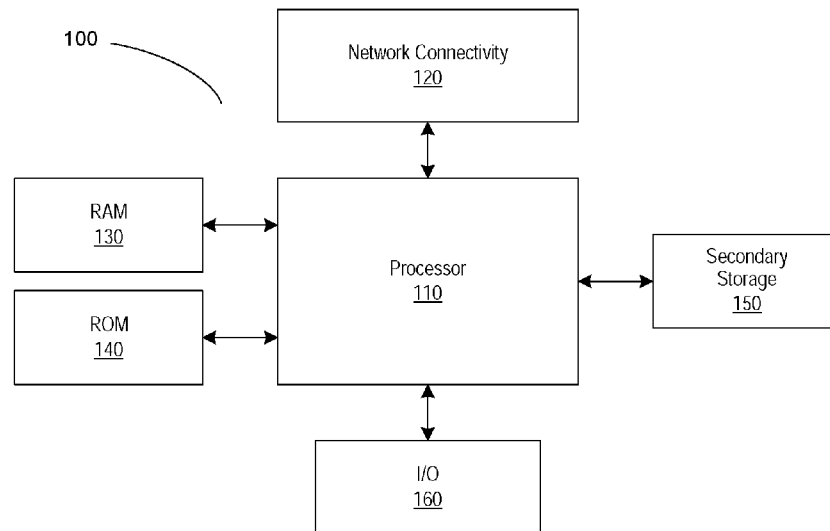 100
Network Connectivity
120
RAM
130
Processor
110
Secondary
Storage
150
ROM
140
I/O
160